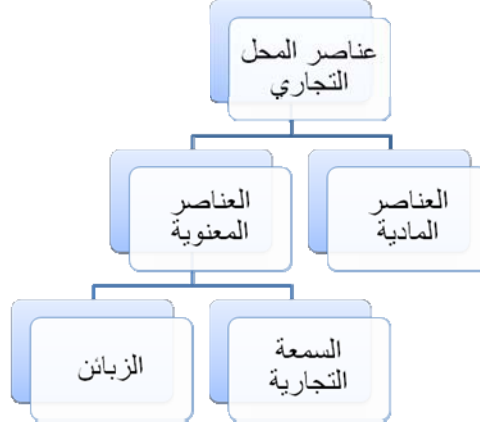 عناصر المحل
التجاري
العناصر
المادية
العناصر
المعنوية
السمعة
التجارية
الزبائن